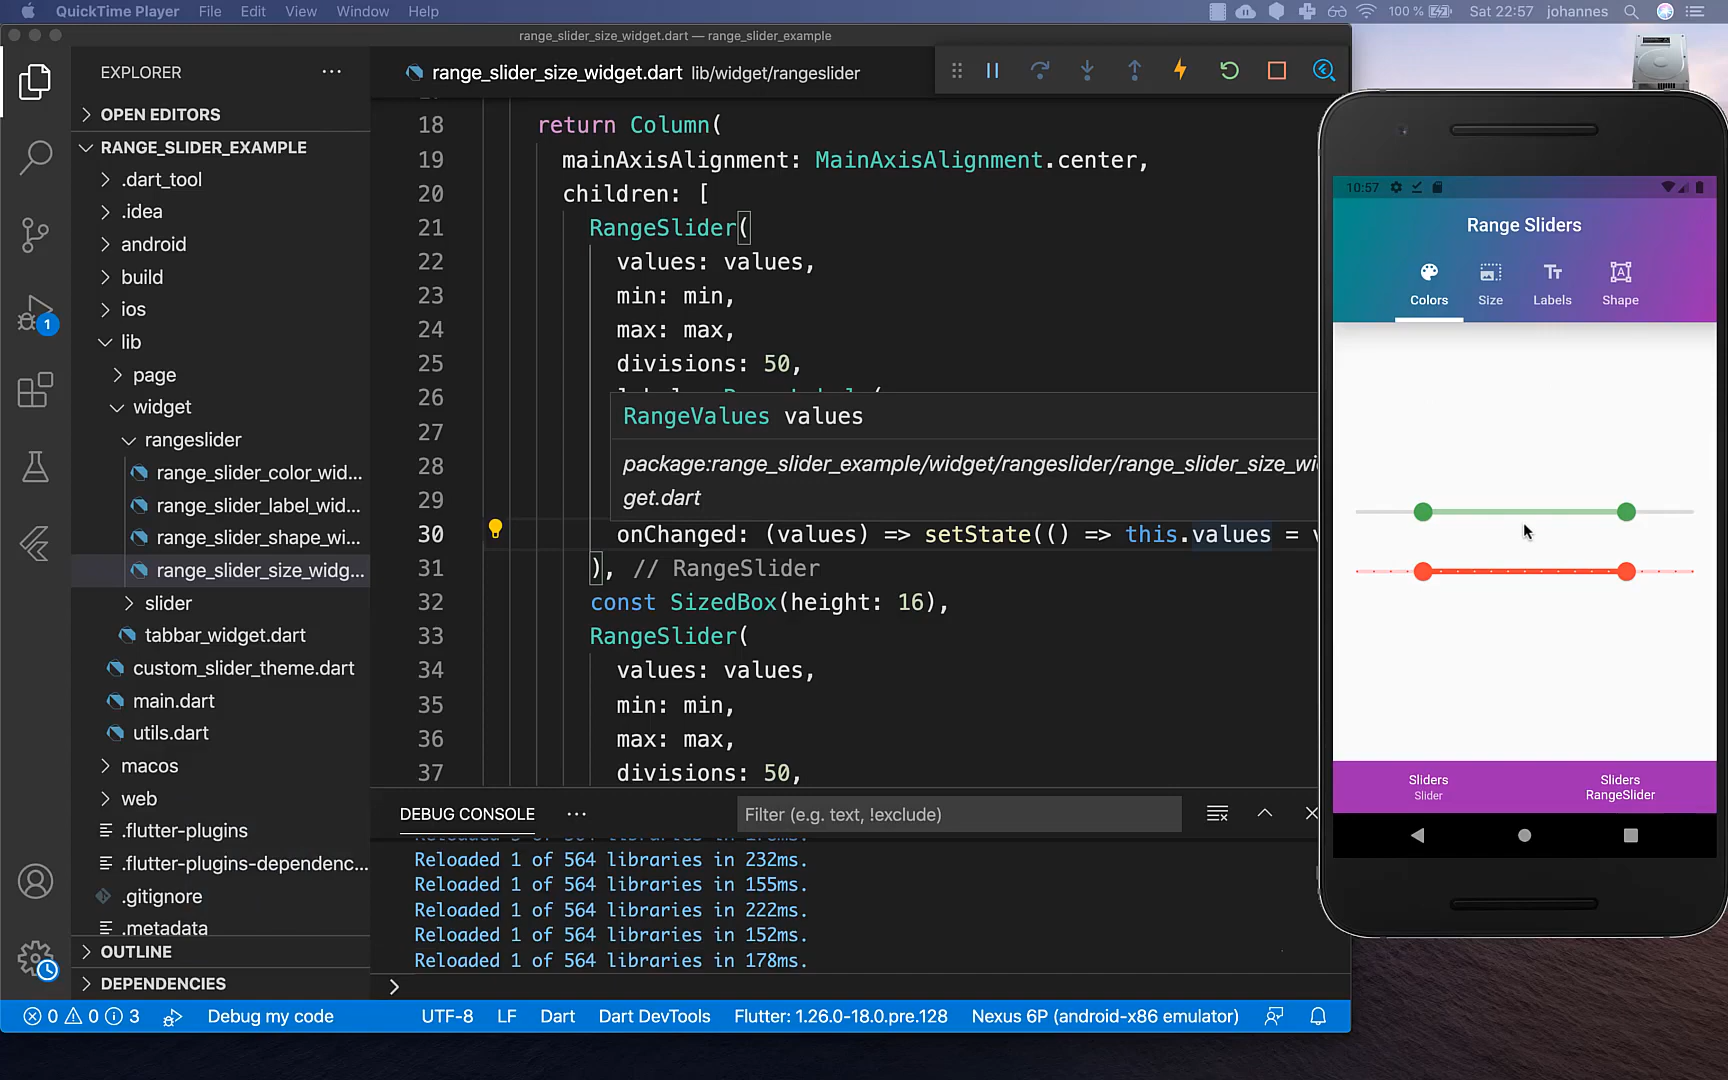 QuickTime Player File Edit View Window Help
100 % Sat 22:57 johannes
range_slider_size_widget.dart — range_slider_example
EXPLORER
OPEN EDITORS
RANGE_SLIDER_EXAMPLE
.dart_tool
.idea
android
build
ios
lib
page
widget
rangeslider
range_slider_color_wid...
range_slider_label_wid...
range_slider_shape_wi...
range_slider_size_widg...
slider
tabbar_widget.dart
custom_slider_theme.dart
main.dart
utils.dart
macos
web
.flutter-plugins
.flutter-plugins-dependenc...
.gitignore
.metadata
OUTLINE
DEPENDENCIES
1
range_slider_size_widget.dart lib/widget/rangeslider
18 return Column(
19 mainAxisAlignment: MainAxisAlignment.center,
20 children: [
21 RangeSlider(
22 values: values,
23 min: min,
24 max: max,
25 divisions: 50,
26
27
28
29
RangeValues values
package:range_slider_example/widget/rangeslider/range_slider_size_wi
get.dart
30 onChanged: (values) => setState(() => this.values =
31 ), // RangeSlider
32 const SizedBox(height: 16),
33 RangeSlider(
34 values: values,
35 min: min,
36 max: max,
37 divisions: 50,
DEBUG CONSOLE
Filter (e.g. text, !exclude)
Reloaded 1 of 564 libraries in 232ms.
Reloaded 1 of 564 libraries in 155ms.
Reloaded 1 of 564 libraries in 222ms.
Reloaded 1 of 564 libraries in 152ms.
Reloaded 1 of 564 libraries in 178ms.
0 0 3 Debug my code UTF-8 LF Dart Dart DevTools Flutter: 1.26.0-18.0.pre.128 Nexus 6P (android-x86 emulator)
10:57
Range Sliders
Colors Size Labels Shape
Sliders
Slider
Sliders
RangeSlider